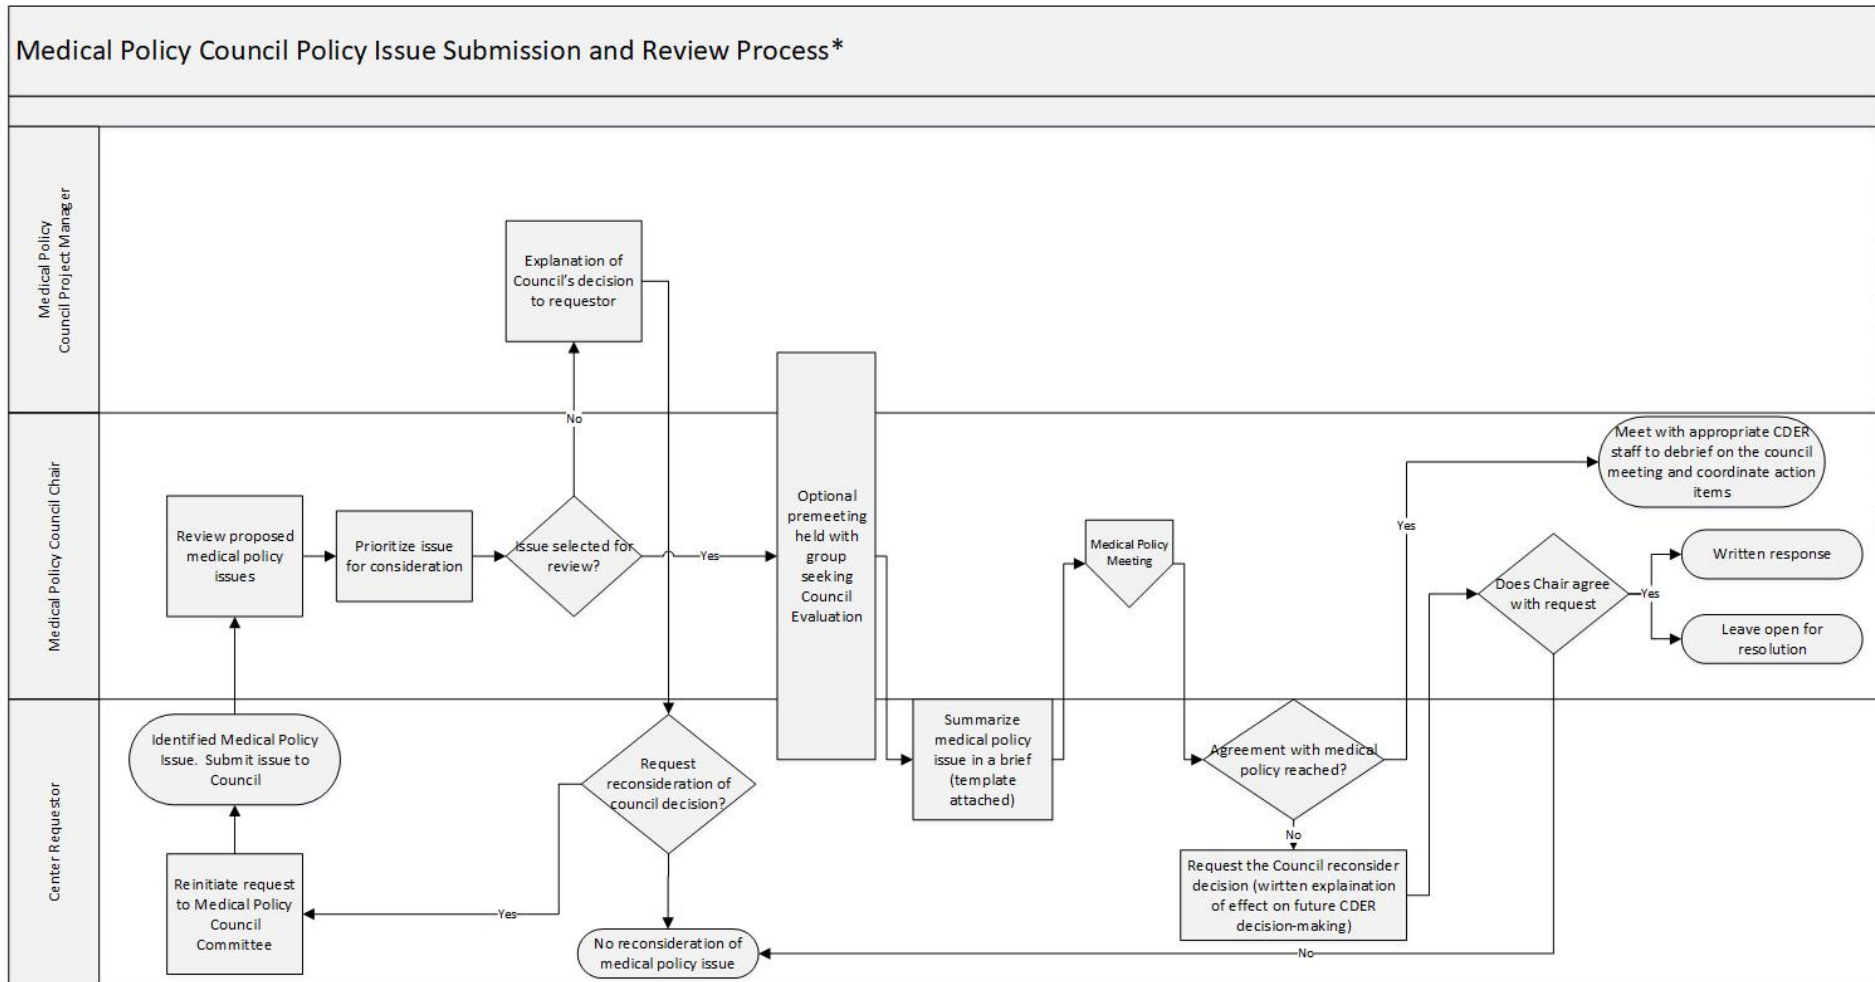 Medical Policy Council Policy Issue Submission and Review Process*
Medical Policy
Council Project Manager
Explanation of
Council's decision
to requestor
No
Medical Policy Council Chair
Review proposed
medical policy
issues
Prioritize issue
for consideration
Issue selected for
review?
Yes
Optional
premeeting
held with
group
seeking
Council
Evaluation
Medical Policy
Meeting
Yes
Meet with appropriate CDER
staff to debrief on the council
meeting and coordinate action
items
Does Chair agree
with request
Yes
Written response
Leave open for
resolution
Center Requestor
Identified Medical Policy
Issue. Submit issue to
Council
Reinitiate request
to Medical Policy
Council
Committee
Yes
Request
reconsideration of
council decision?
No reconsideration of
medical policy issue
Summarize
medical policy
issue in a brief
(template
attached)
Agreement with medical
policy reached?
No
Request the Council reconsider
decision (wirtten explaination
of effect on future CDER
decision-making)
No